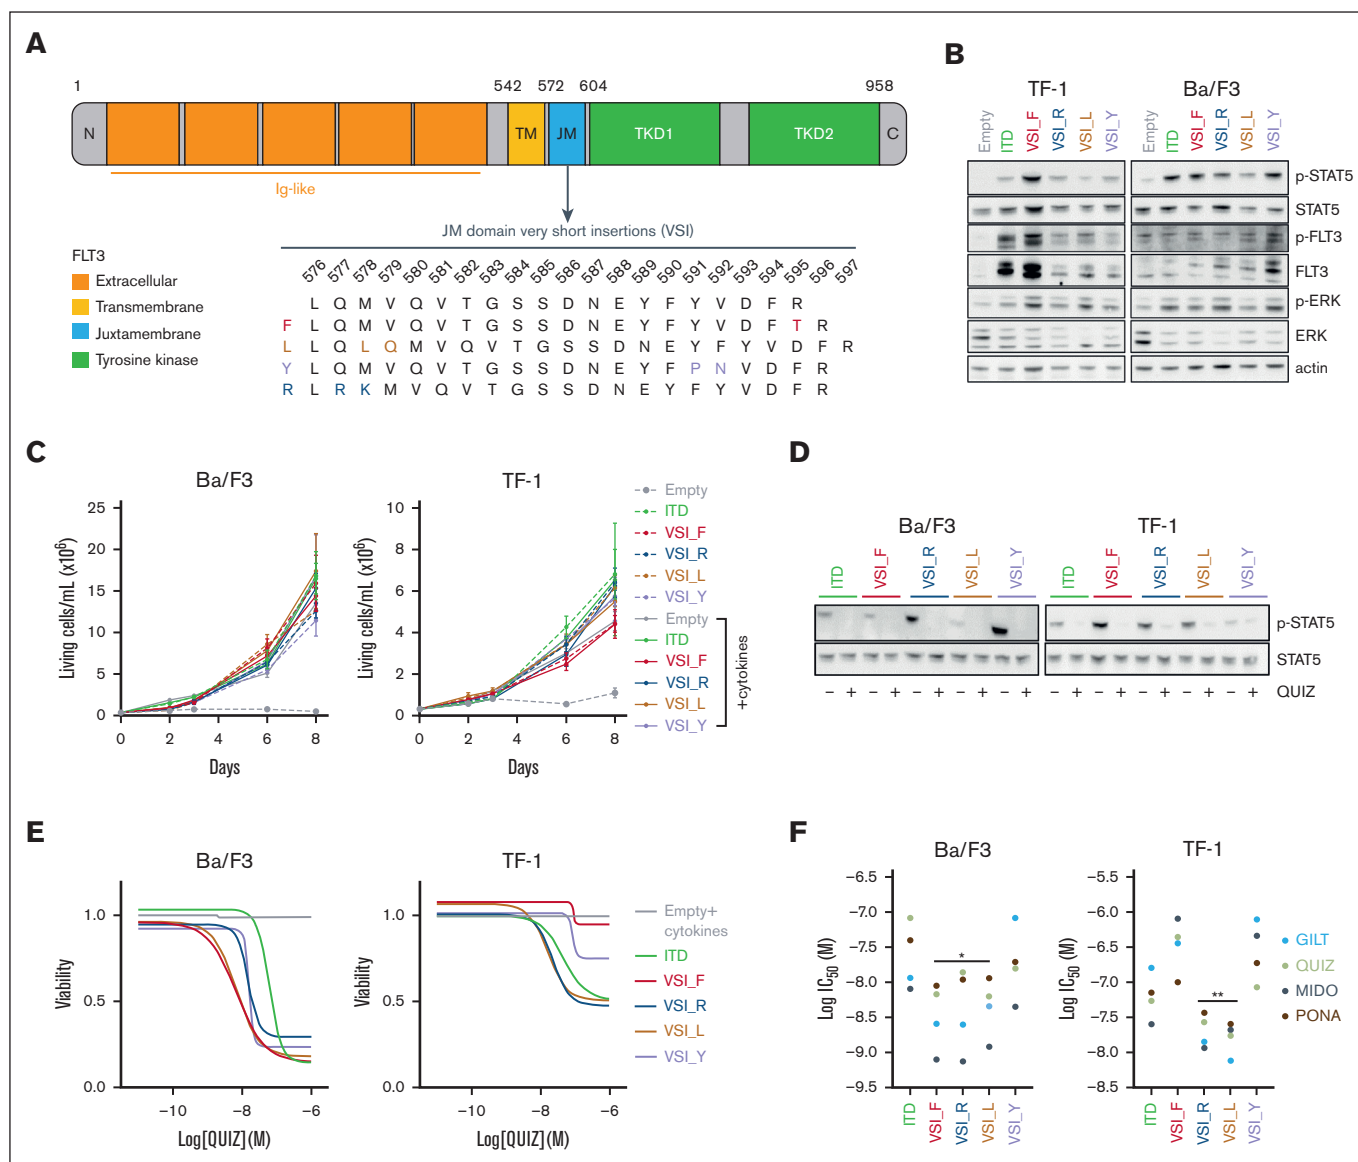 A
1 542 572 604 958
N TM JM TKD1 TKD2 C
Ig-like
JM domain very short insertions (VSI)
FLT3
Extracellular
Transmembrane
Juxtamembrane
Tyrosine kinase
576 577 578 579 580 581 582 583 584 585 586 587 588 589 590 591 592 593 594 595 596 597
L Q M V Q V T G S S D N E Y F Y V D F R
F L Q M V Q V T G S S D N E Y F Y V D F T R
L L Q L Q M V Q V T G S S D N E Y F Y V D F R
Y L Q M V Q V T G S S D N E Y F P N V D F R
R L R K M V Q V T G S S D N E Y F Y V D F R
B
TF-1 Ba/F3
Empty ITD VSI_F VSI_R VSI_L VSI_Y Empty ITD VSI_F VSI_R VSI_L VSI_Y
p-STAT5
STAT5
p-FLT3
FLT3
p-ERK
ERK
actin
C
Ba/F3
25
20
15
10
5
0
Living cells/mL (x10⁶)
0 2 4 6 8
Days
TF-1
10
8
6
4
2
0
Living cells/mL (x10⁶)
0 2 4 6 8
Days
Empty
ITD
VSI_F
VSI_R
VSI_L
VSI_Y
Empty
ITD
VSI_F
VSI_R
VSI_L
VSI_Y
+cytokines
D
Ba/F3 TF-1
ITD VSI_F VSI_R VSI_L VSI_Y ITD VSI_F VSI_R VSI_L VSI_Y
p-STAT5
STAT5
– + – + – + – + – + – + – + – + – + – + QUIZ
E
Ba/F3
1.0
0.5
0.0
Viability
−10 −8 −6
Log[QUIZ](M)
TF-1
1.0
0.5
0.0
Viability
−10 −8 −6
Log[QUIZ](M)
Empty+
cytokines
ITD
VSI_F
VSI_R
VSI_L
VSI_Y
F
Ba/F3
−6.5
−7.0
−7.5
−8.0
−8.5
−9.0
−9.5
Log IC₅₀ (M)
*
ITD VSI_F VSI_R VSI_L VSI_Y
TF-1
−5.5
−6.0
−6.5
−7.0
−7.5
−8.0
−8.5
Log IC₅₀ (M)
**
ITD VSI_F VSI_R VSI_L VSI_Y
GILT
QUIZ
MIDO
PONA